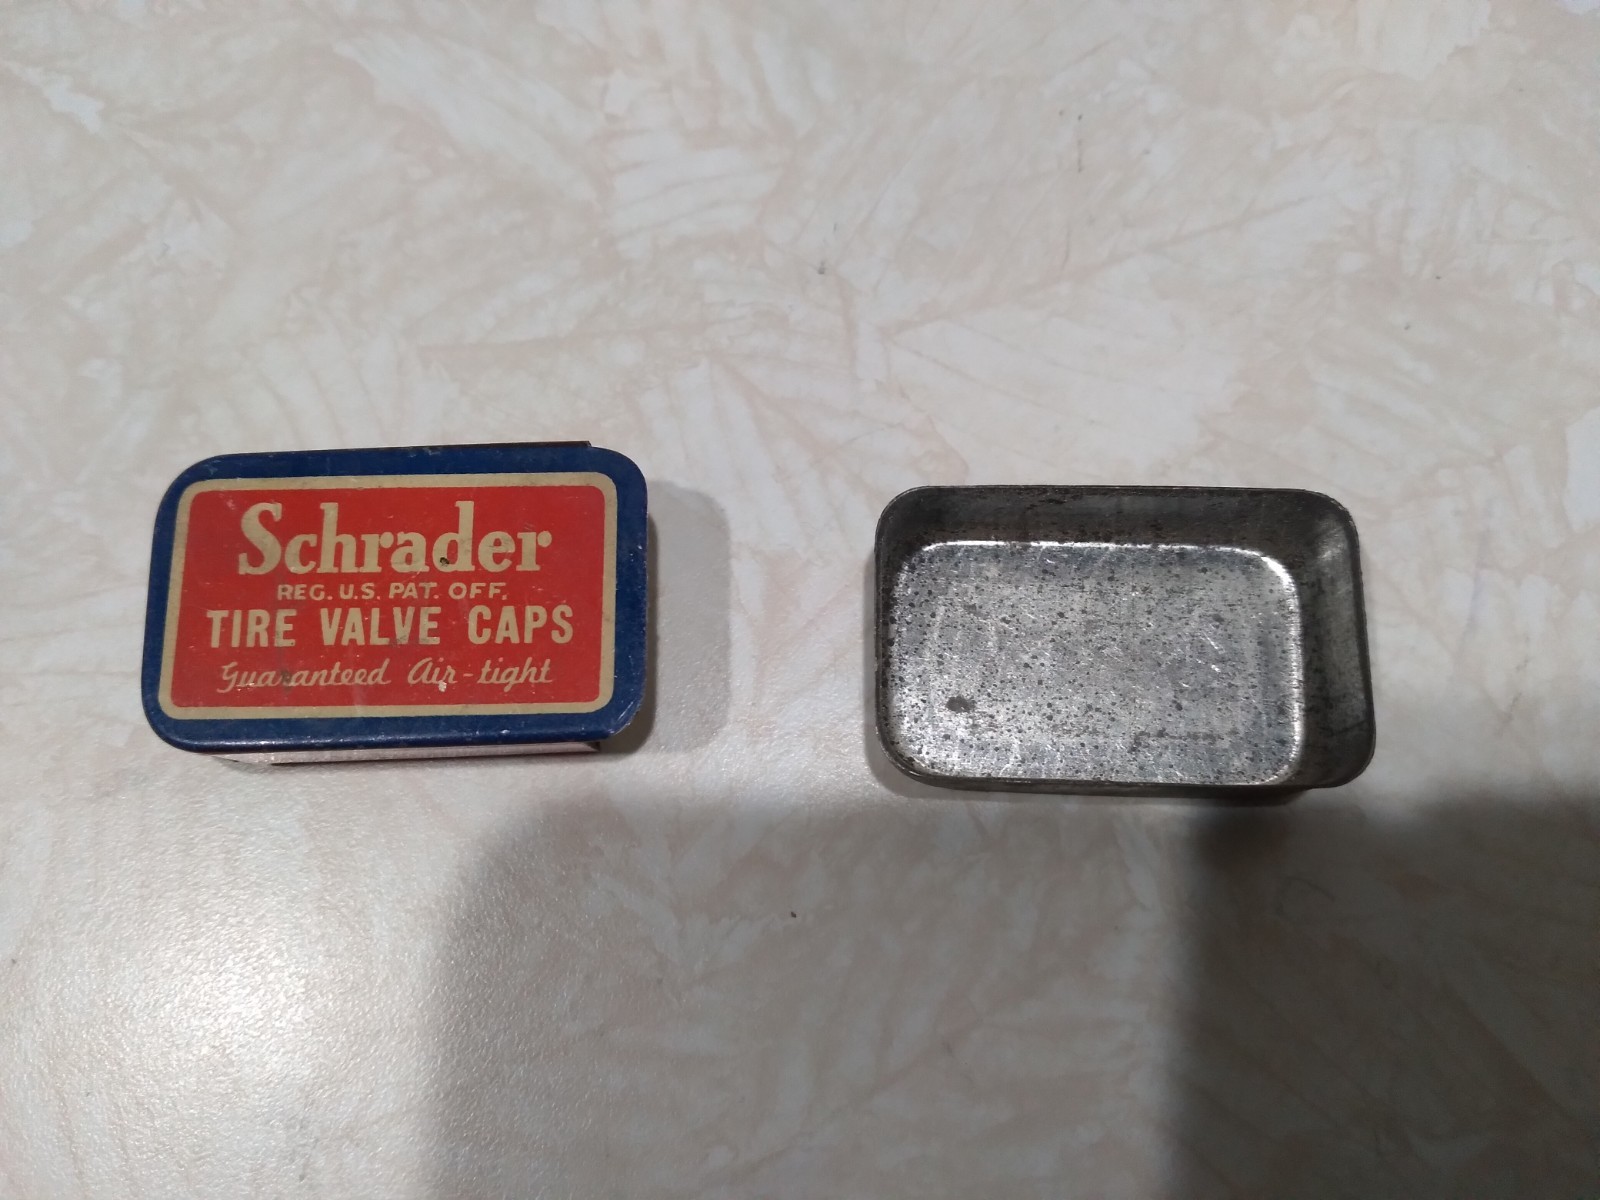 Schrader
REG. U.S. PAT. OFF.
TIRE VALVE CAPS
Guaranteed Air-tight